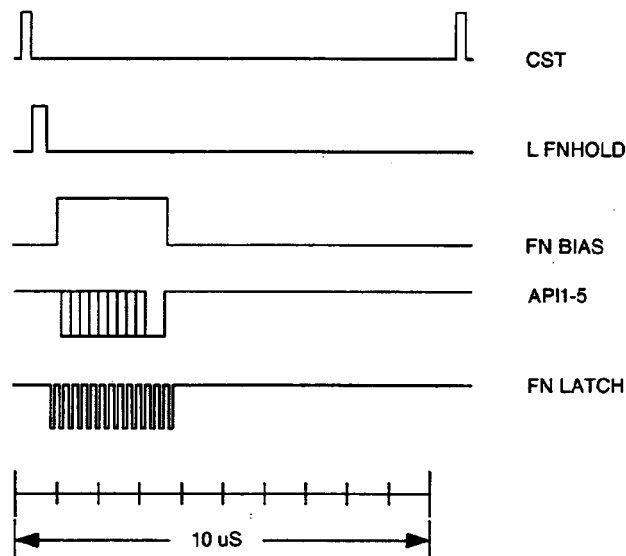 CST
L FNHOLD
FN BIAS
API1-5
FN LATCH
10 uS